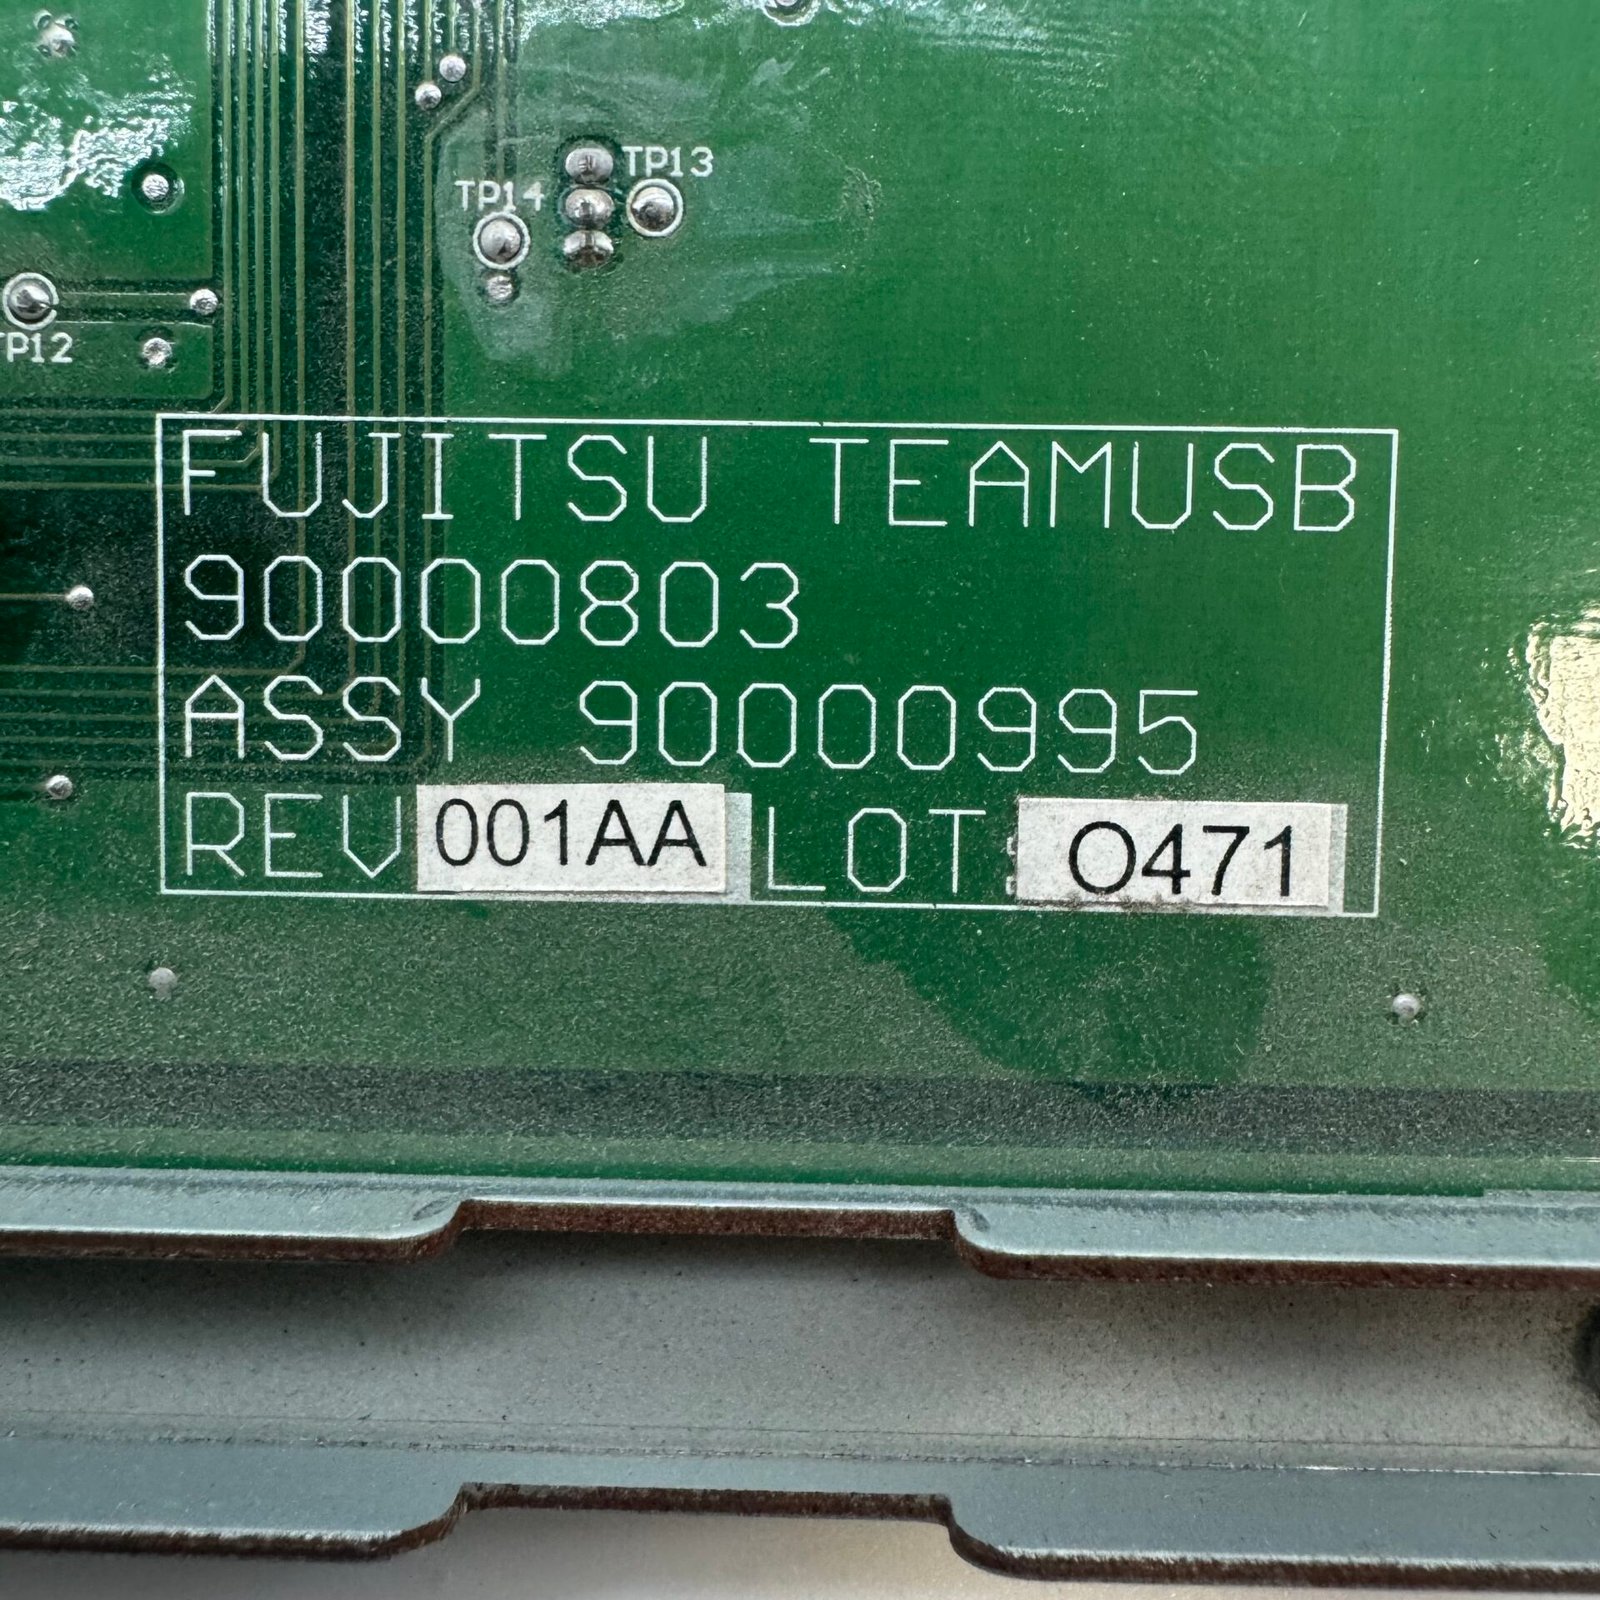 TP13
TP14
TP12
FUJITSU TEAMUSB
90000803
ASSY 90000995
REV 001AA LOT: O471